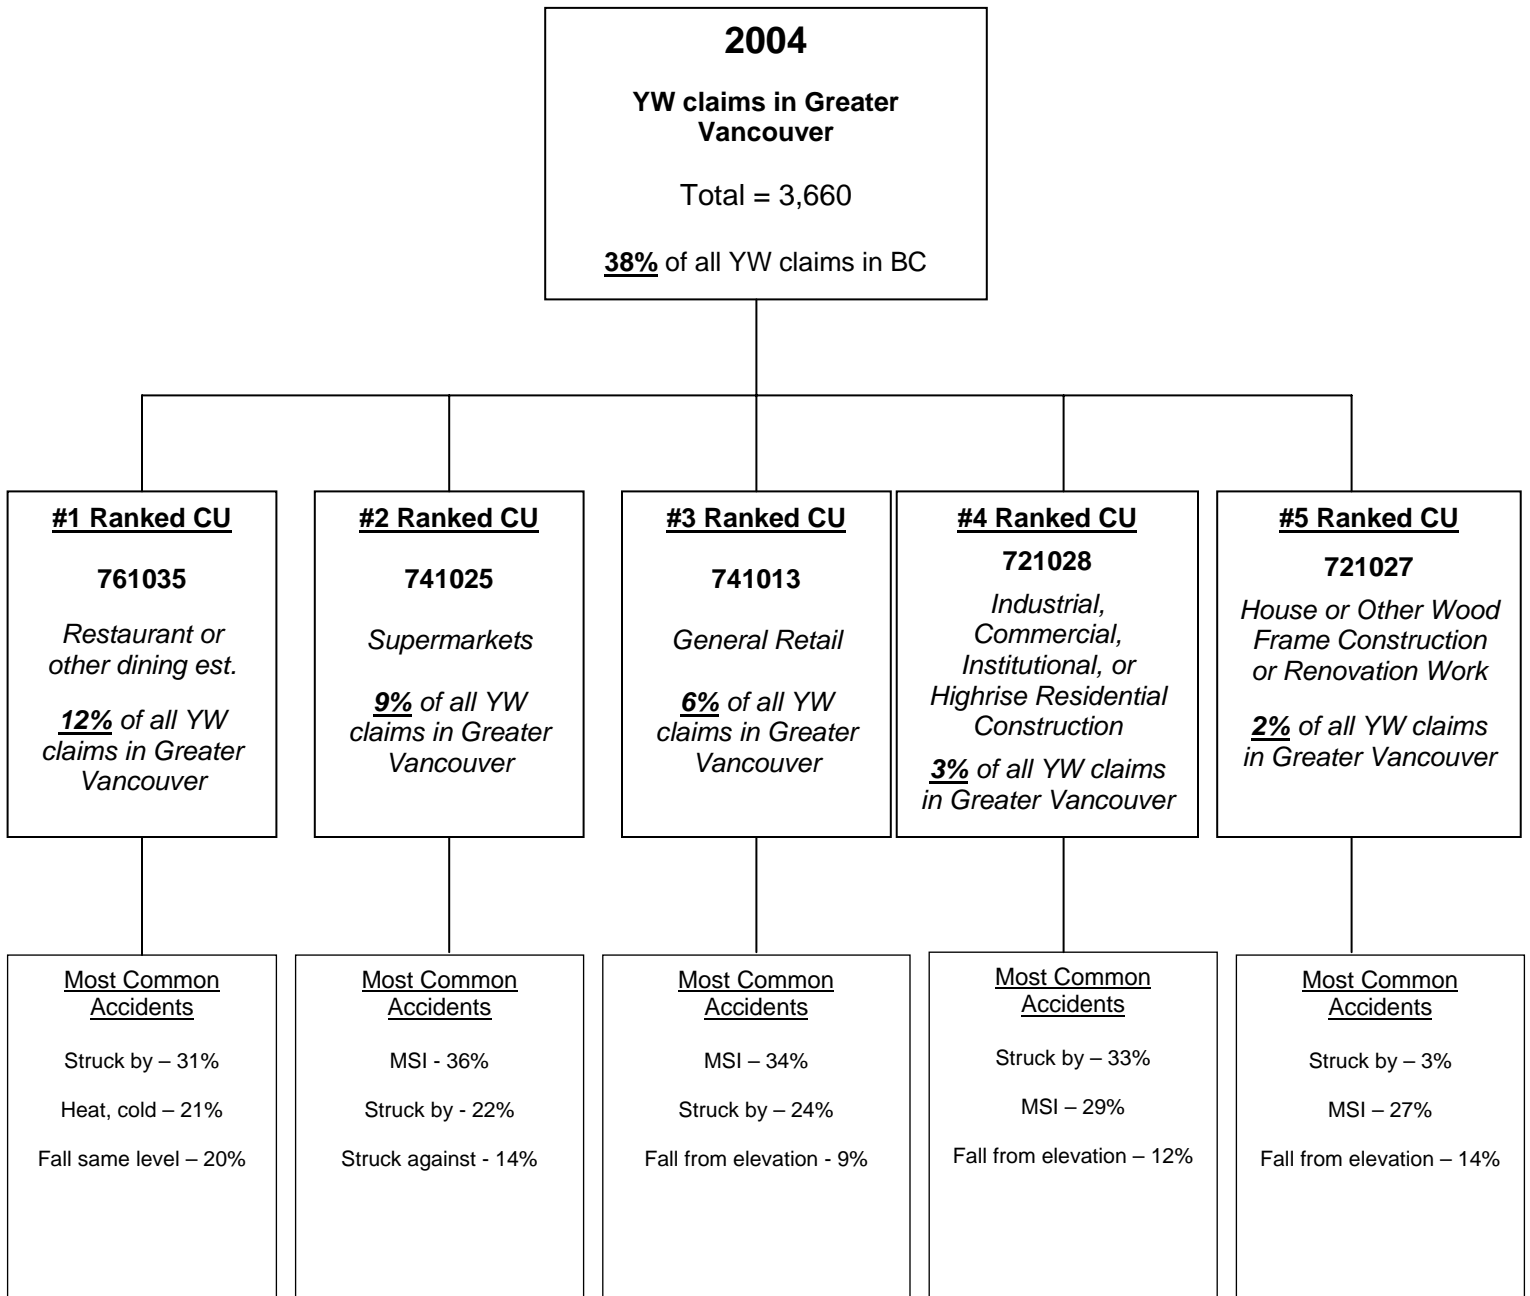 2004
YW claims in Greater
Vancouver
Total = 3,660
38% of all YW claims in BC
#1 Ranked CU
761035
Restaurant or
other dining est.
12% of all YW
claims in Greater
Vancouver
#2 Ranked CU
741025
Supermarkets
9% of all YW
claims in Greater
Vancouver
#3 Ranked CU
741013
General Retail
6% of all YW
claims in Greater
Vancouver
#4 Ranked CU
721028
Industrial,
Commercial,
Institutional, or
Highrise Residential
Construction
3% of all YW claims
in Greater Vancouver
#5 Ranked CU
721027
House or Other Wood
Frame Construction
or Renovation Work
2% of all YW claims
in Greater Vancouver
Most Common
Accidents
Struck by – 31%
Heat, cold – 21%
Fall same level – 20%
Most Common
Accidents
MSI - 36%
Struck by - 22%
Struck against - 14%
Most Common
Accidents
MSI – 34%
Struck by – 24%
Fall from elevation - 9%
Most Common
Accidents
Struck by – 33%
MSI – 29%
Fall from elevation – 12%
Most Common
Accidents
Struck by – 3%
MSI – 27%
Fall from elevation – 14%